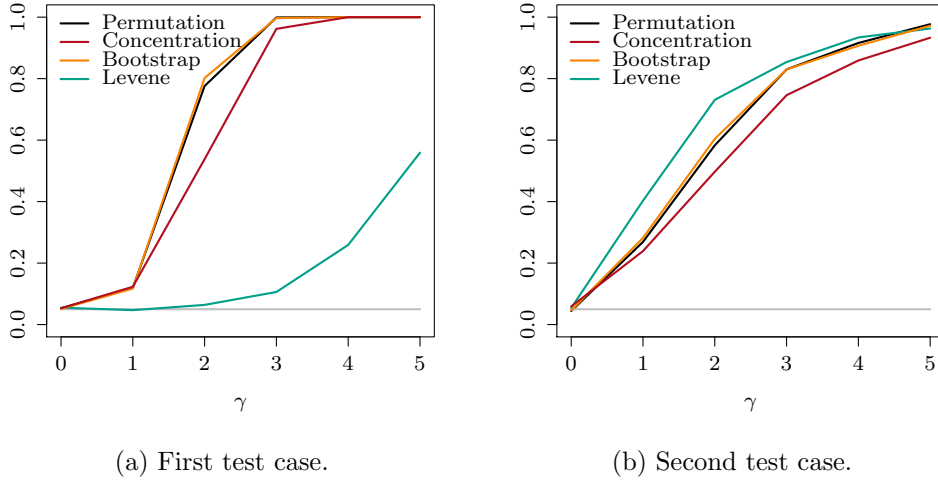 Permutation
Concentration
Bootstrap
Levene
1.0
0.8
0.6
0.4
0.2
0.0
0 1 2 3 4 5
γ
(a) First test case.
Permutation
Concentration
Bootstrap
Levene
1.0
0.8
0.6
0.4
0.2
0.0
0 1 2 3 4 5
γ
(b) Second test case.